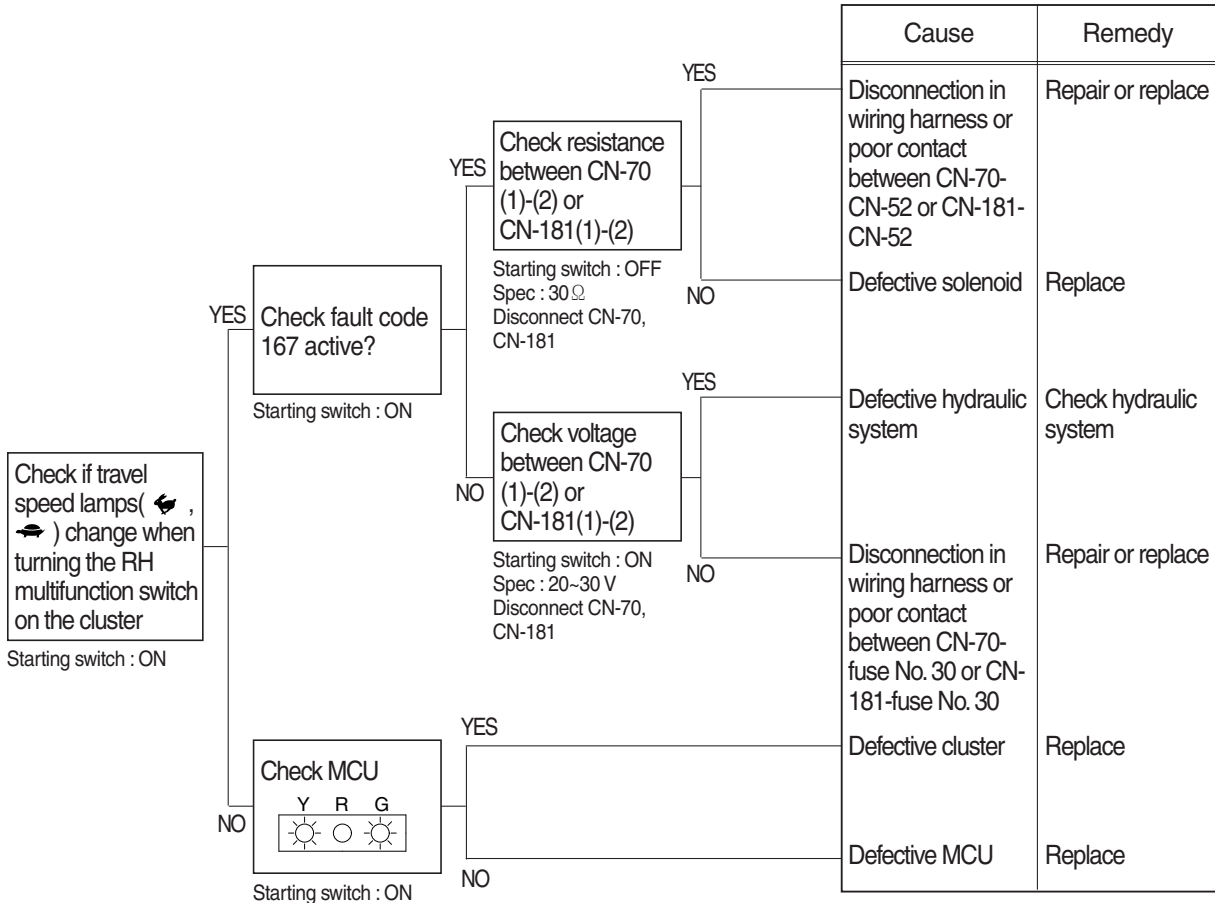 Cause
Remedy
YES
Disconnection in
wiring harness or
poor contact
between CN-70-
CN-52 or CN-181-
CN-52
Repair or replace
Check resistance
between CN-70
(1)-(2) or
CN-181(1)-(2)
YES
Starting switch : OFF
Spec : 30Ω
Disconnect CN-70,
CN-181
NO
Defective solenoid
Replace
YES
Check fault code
167 active?
Starting switch : ON
YES
Defective hydraulic
system
Check hydraulic
system
Check voltage
between CN-70
(1)-(2) or
CN-181(1)-(2)
NO
Starting switch : ON
Spec : 20~30 V
Disconnect CN-70,
CN-181
NO
Disconnection in
wiring harness or
poor contact
between CN-70-
fuse No. 30 or CN-
181-fuse No. 30
Repair or replace
Check if travel
speed lamps( ,
) change when
turning the RH
multifunction switch
on the cluster
Starting switch : ON
YES
Defective cluster
Replace
Check MCU
Y R G
NO
Starting switch : ON
NO
Defective MCU
Replace